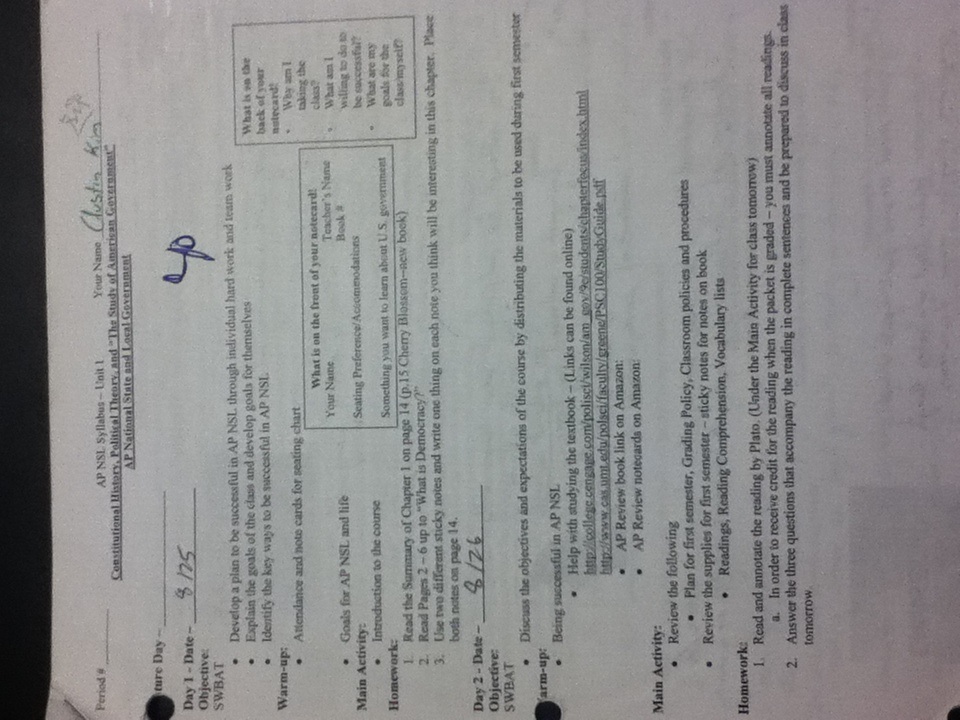 Period # ________ AP NSL Syllabus – Unit 1 Your Name Clustin Kim
Constitutional History, Political Theory, and "The Study of American Government"
AP National State and Local Government
ture Day – ________
Day 1 - Date – 8/25
Objective:
SWBAT
• Develop a plan to be successful in AP NSL through individual hard work and team work
• Explain the goals of the class and develop goals for themselves
• Identify the key ways to be successful in AP NSL
Warm-up:
• Attendance and note cards for seating chart
• Goals for AP NSL and life
What is on the front of your notecard!
Your Name Teacher's Name
Book #
Seating Preference/Accommodations
Something you want to learn about U.S. government
What is on the
back of your
notecard!
• Why am I
taking the
class?
• What am I
willing to do to
be successful?
• What are my
goals for the
class/myself?
Main Activity:
• Introduction to the course
Homework:
1. Read the Summary of Chapter 1 on page 14 (p.15 Cherry Blossom--new book)
2. Read Pages 2 – 6 up to "What is Democracy?"
3. Use two different sticky notes and write one thing on each note you think will be interesting in this chapter. Place
both notes on page 14.
Day 2 - Date – 8/26
Objective:
SWBAT
• Discuss the objectives and expectations of the course by distributing the materials to be used during first semester
arm-up:
• Being successful in AP NSL
• Help with studying the textbook – (Links can be found online)
http://college.cengage.com/polisci/wilson/am_gov/9e/students/chapterfocus/index.html
http://www.cas.umt.edu/polsci/faculty/greene/PSC100/StudyGuide.pdf
• AP Review book link on Amazon:
• AP Review notecards on Amazon:
Main Activity:
• Review the following
• Plan for first semester, Grading Policy, Classroom policies and procedures
• Review the supplies for first semester – sticky notes for notes on book
• Readings, Reading Comprehension, Vocabulary lists
Homework:
1. Read and annotate the reading by Plato. (Under the Main Activity for class tomorrow)
a. In order to receive credit for the reading when the packet is graded – you must annotate all readings.
2. Answer the three questions that accompany the reading in complete sentences and be prepared to discuss in class
tomorrow.